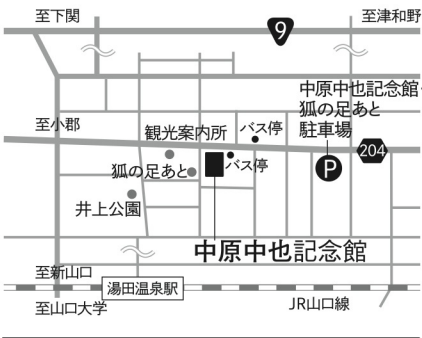 至下関
9
至津和野
中原中也記念館・
狐の足あと
駐車場
至小郡
観光案内所
バス停
204
狐の足あと
バス停
P
井上公園
中原中也記念館
至新山口
湯田温泉駅
至山口大学
JR山口線